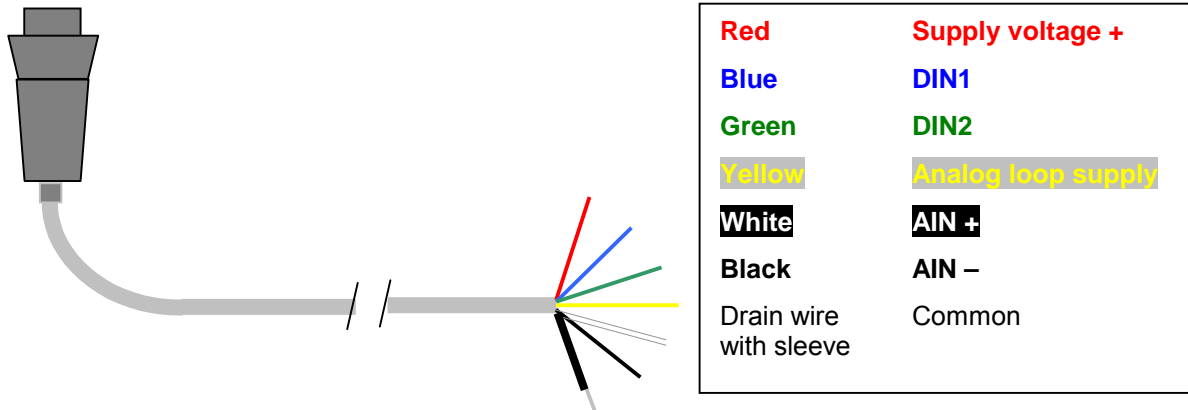 Red Supply voltage +
Blue DIN1
Green DIN2
Yellow Analog loop supply
White AIN +
Black AIN –
Drain wire Common
with sleeve